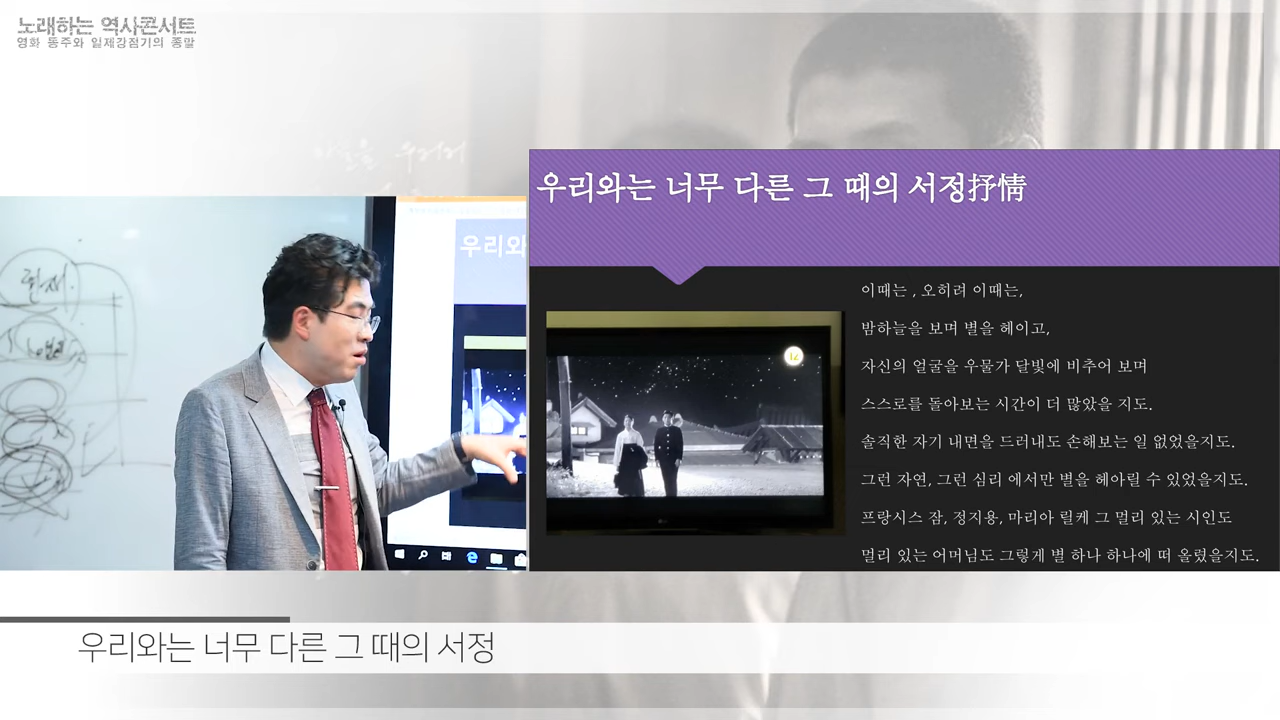 노래하는 역사콘서트
영화 동주와 일제강점기의 종말
우리와는 너무 다른 그 때의 서정抒情
우리와
이때는 , 오히려 이때는,
밤하늘을 보며 별을 헤이고,
자신의 얼굴을 우물가 달빛에 비추어 보며
스스로를 돌아보는 시간이 더 많았을 지도.
솔직한 자기 내면을 드러내도 손해보는 일 없었을지도.
그런 자연, 그런 심리 에서만 별을 헤아릴 수 있었을지도.
프랑시스 잠, 정지용, 마리아 릴케 그 멀리 있는 시인도
멀리 있는 어머님도 그렇게 별 하나 하나에 떠 올렸을지도.
12
우리와는 너무 다른 그 때의 서정